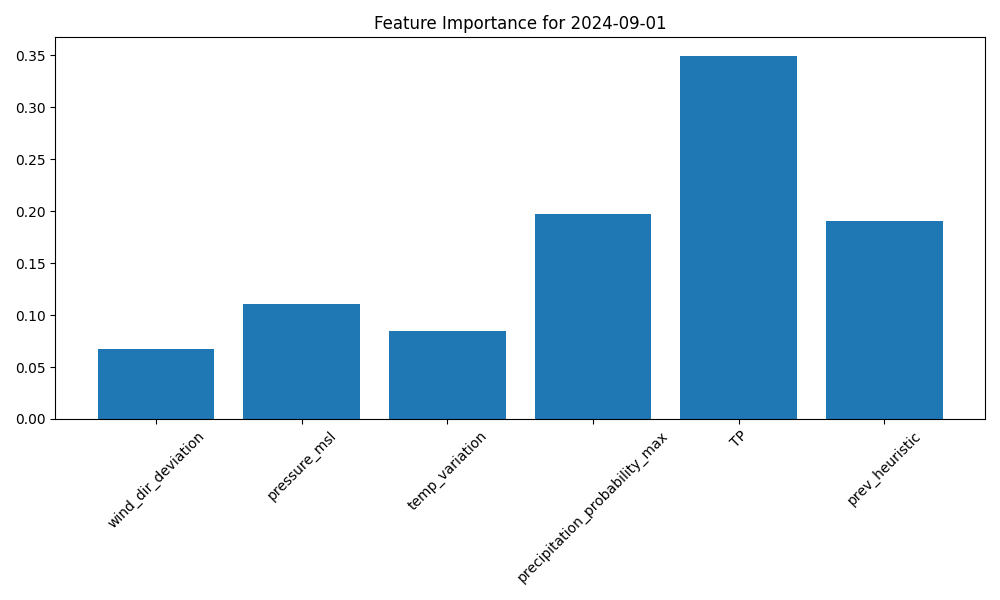 Feature Importance for 2024-09-01
0.35
0.30
0.25
0.20
0.15
0.10
0.05
0.00
wind_dir_deviation
pressure_msl
temp_variation
precipitation_probability_max
TP
prev_heuristic